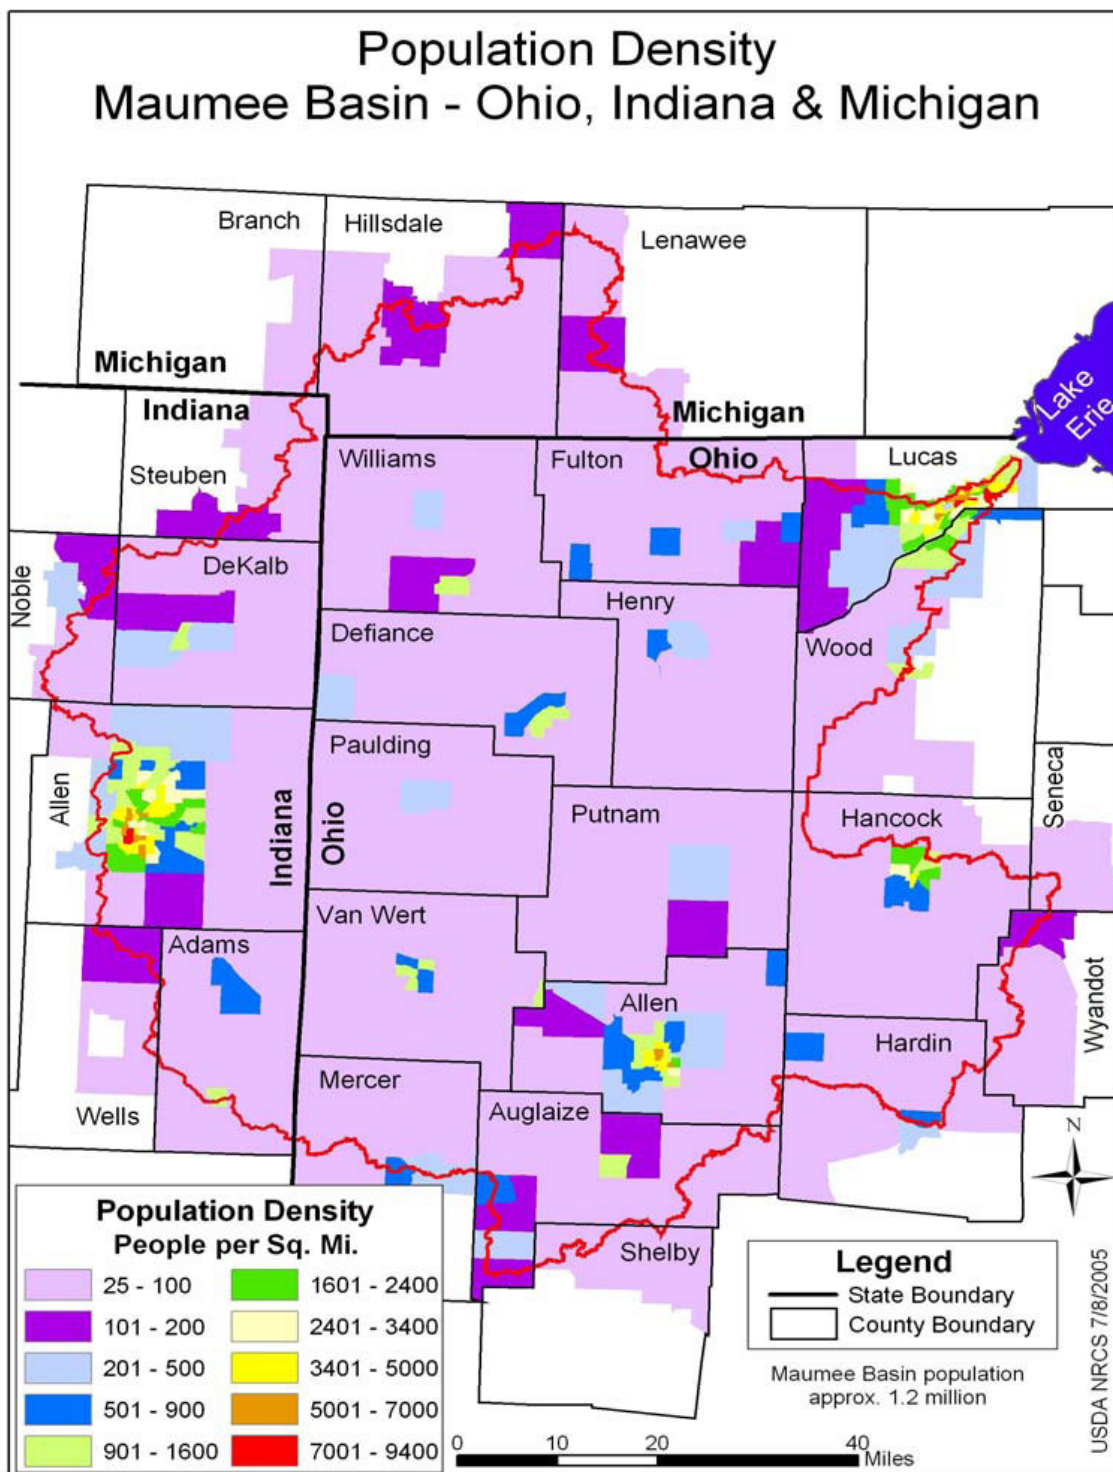 Population Density
Maumee Basin - Ohio, Indiana & Michigan
Branch
Hillsdale
Lenawee
Michigan
Indiana
Michigan
Ohio
Lake
Erie
Steuben
Williams
Fulton
Lucas
Noble
DeKalb
Henry
Defiance
Wood
Paulding
Allen
Indiana
Ohio
Putnam
Hancock
Seneca
Van Wert
Adams
Allen
Hardin
Wyandot
Mercer
Auglaize
Wells
Shelby
N
Population Density
People per Sq. Mi.
25 - 100
101 - 200
201 - 500
501 - 900
901 - 1600
1601 - 2400
2401 - 3400
3401 - 5000
5001 - 7000
7001 - 9400
Legend
State Boundary
County Boundary
Maumee Basin population
approx. 1.2 million
0 10 20 40
Miles
USDA NRCS 7/8/2005